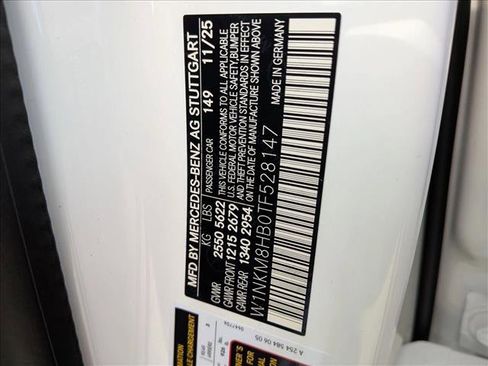 MFD BY MERCEDES-BENZ AG STUTTGART
149 11/25
KG LBS PASSENGER CAR
GVWR 2550 5622
GAWR FRONT 1215 2679
GAWR REAR 1340 2954
THIS VEHICLE CONFORMS TO ALL APPLICABLE
U.S. FEDERAL MOTOR VEHICLE SAFETY, BUMPER
AND THEFT PREVENTION STANDARDS IN EFFECT
ON THE DATE OF MANUFACTURE SHOWN ABOVE
W1NKM8HB0TF528147
MADE IN GERMANY
A 254 584 06 05